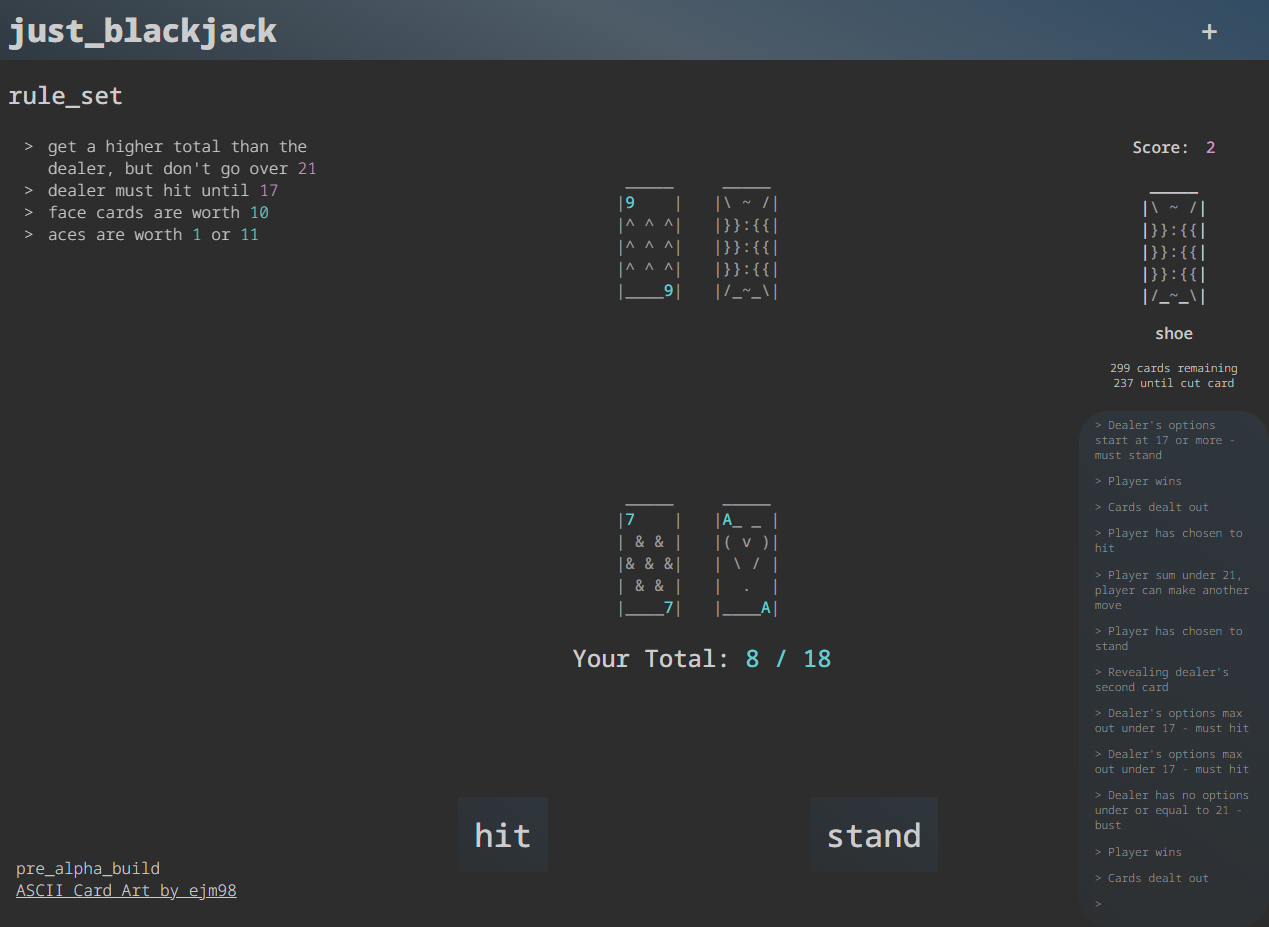 just_blackjack
+
rule_set
> get a higher total than the
dealer, but don't go over 21
> dealer must hit until 17
> face cards are worth 10
> aces are worth 1 or 11
 _____     _____
|9    |   |\ ~ /|
|^ ^ ^|   |}}:{{|
|^ ^ ^|   |}}:{{|
|^ ^ ^|   |}}:{{|
|____9|   |/_~_\|
 _____     _____
|7    |   |A_ _ |
| & & |   |( v )|
|& & &|   | \ / |
| & & |   |  .  |
|____7|   |____A|
Your Total: 8 / 18
hit
stand
Score: 2
 _____
|\ ~ /|
|}}:{{|
|}}:{{|
|}}:{{|
|/_~_\|
shoe
299 cards remaining
237 until cut card
> Dealer's options
start at 17 or more -
must stand
> Player wins
> Cards dealt out
> Player has chosen to
hit
> Player sum under 21,
player can make another
move
> Player has chosen to
stand
> Revealing dealer's
second card
> Dealer's options max
out under 17 - must hit
> Dealer's options max
out under 17 - must hit
> Dealer has no options
under or equal to 21 -
bust
> Player wins
> Cards dealt out
>
pre_alpha_build
ASCII Card Art by ejm98